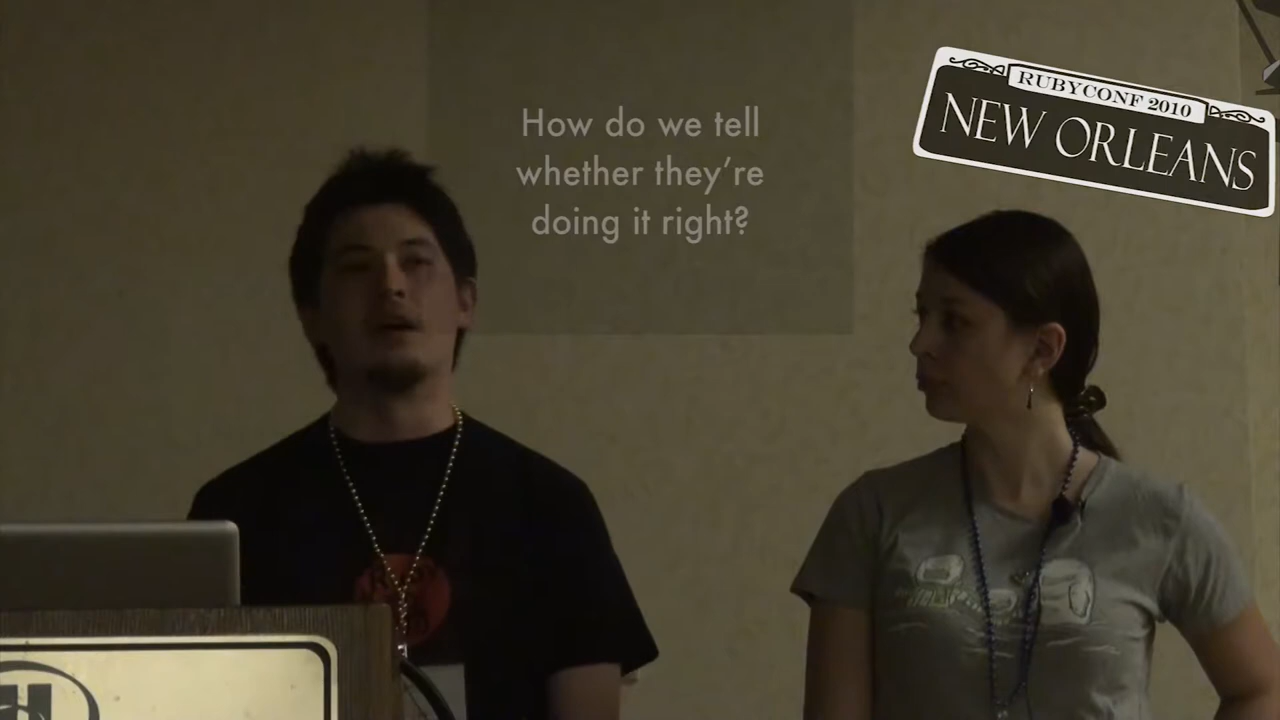 How do we tell
whether they're
doing it right?
RUBYCONF 2010
NEW ORLEANS